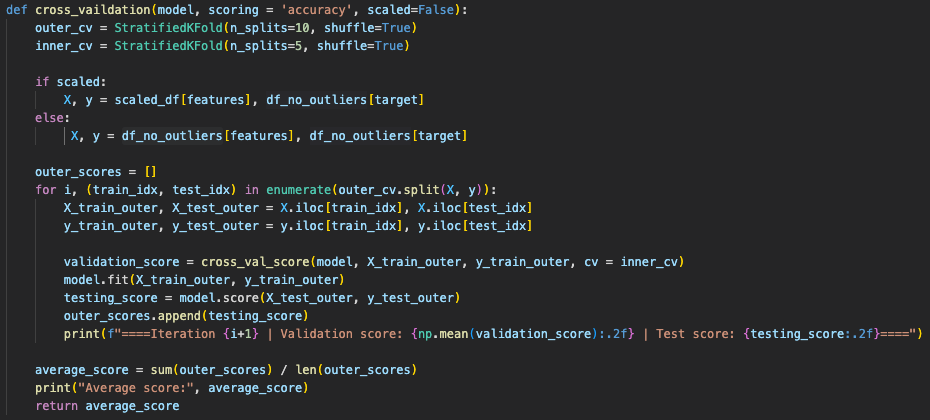 def cross_vaildation(model, scoring = 'accuracy', scaled=False):
    outer_cv = StratifiedKFold(n_splits=10, shuffle=True)
    inner_cv = StratifiedKFold(n_splits=5, shuffle=True)

    if scaled:
        X, y = scaled_df[features], df_no_outliers[target]
    else:
         X, y = df_no_outliers[features], df_no_outliers[target]

    outer_scores = []
    for i, (train_idx, test_idx) in enumerate(outer_cv.split(X, y)):
        X_train_outer, X_test_outer = X.iloc[train_idx], X.iloc[test_idx]
        y_train_outer, y_test_outer = y.iloc[train_idx], y.iloc[test_idx]

        validation_score = cross_val_score(model, X_train_outer, y_train_outer, cv = inner_cv)
        model.fit(X_train_outer, y_train_outer)
        testing_score = model.score(X_test_outer, y_test_outer)
        outer_scores.append(testing_score)
        print(f"====Iteration {i+1} | Validation score: {np.mean(validation_score):.2f} | Test score: {testing_score:.2f}====")

    average_score = sum(outer_scores) / len(outer_scores)
    print("Average score:", average_score)
    return average_score